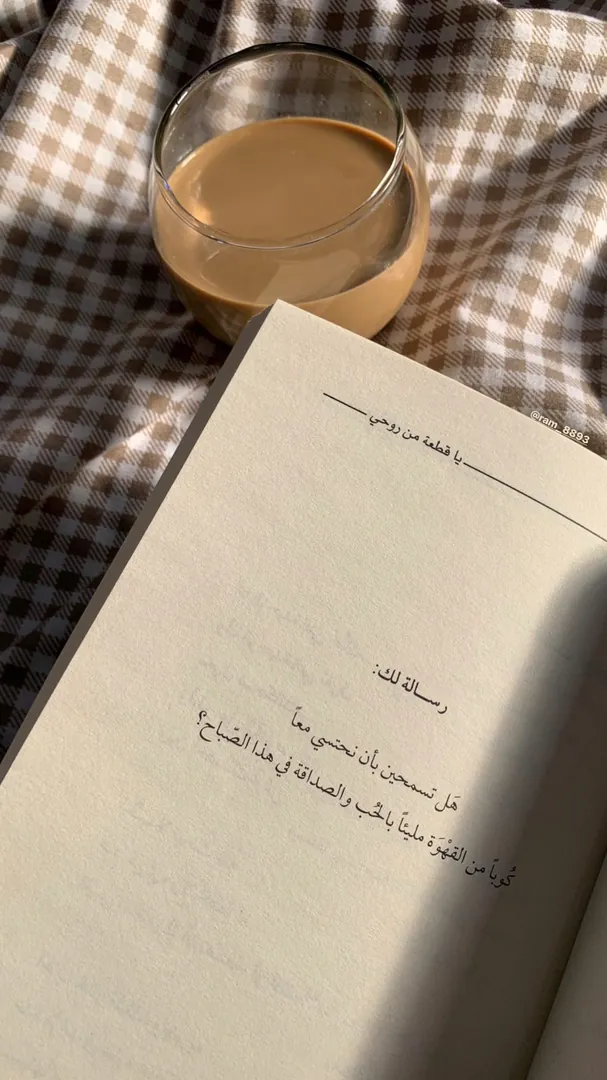 @ram_8893
يا قطعة من روحي
رسالة لك:
هَل تسمحين بأن نحتسي معاً
كُوباً من القهْوَة مليئاً بالحُب والصداقة في هذا الصّباح؟